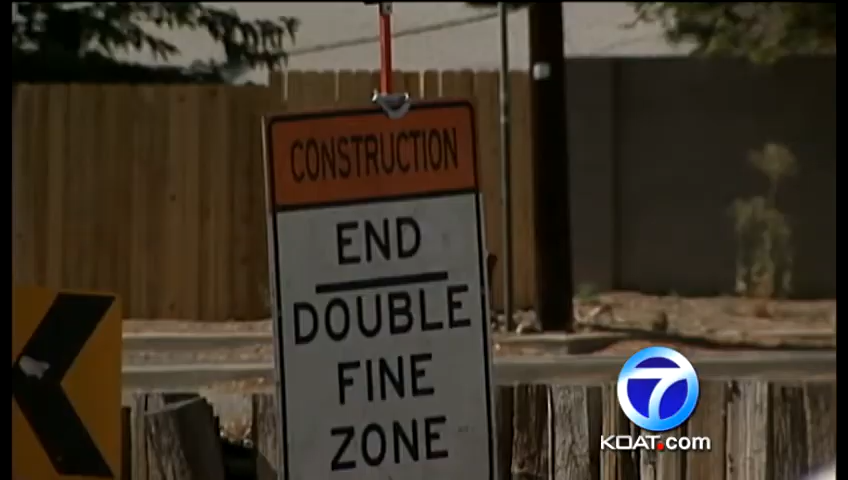 CONSTRUCTION
END
DOUBLE
FINE
ZONE
7
KOAT.com